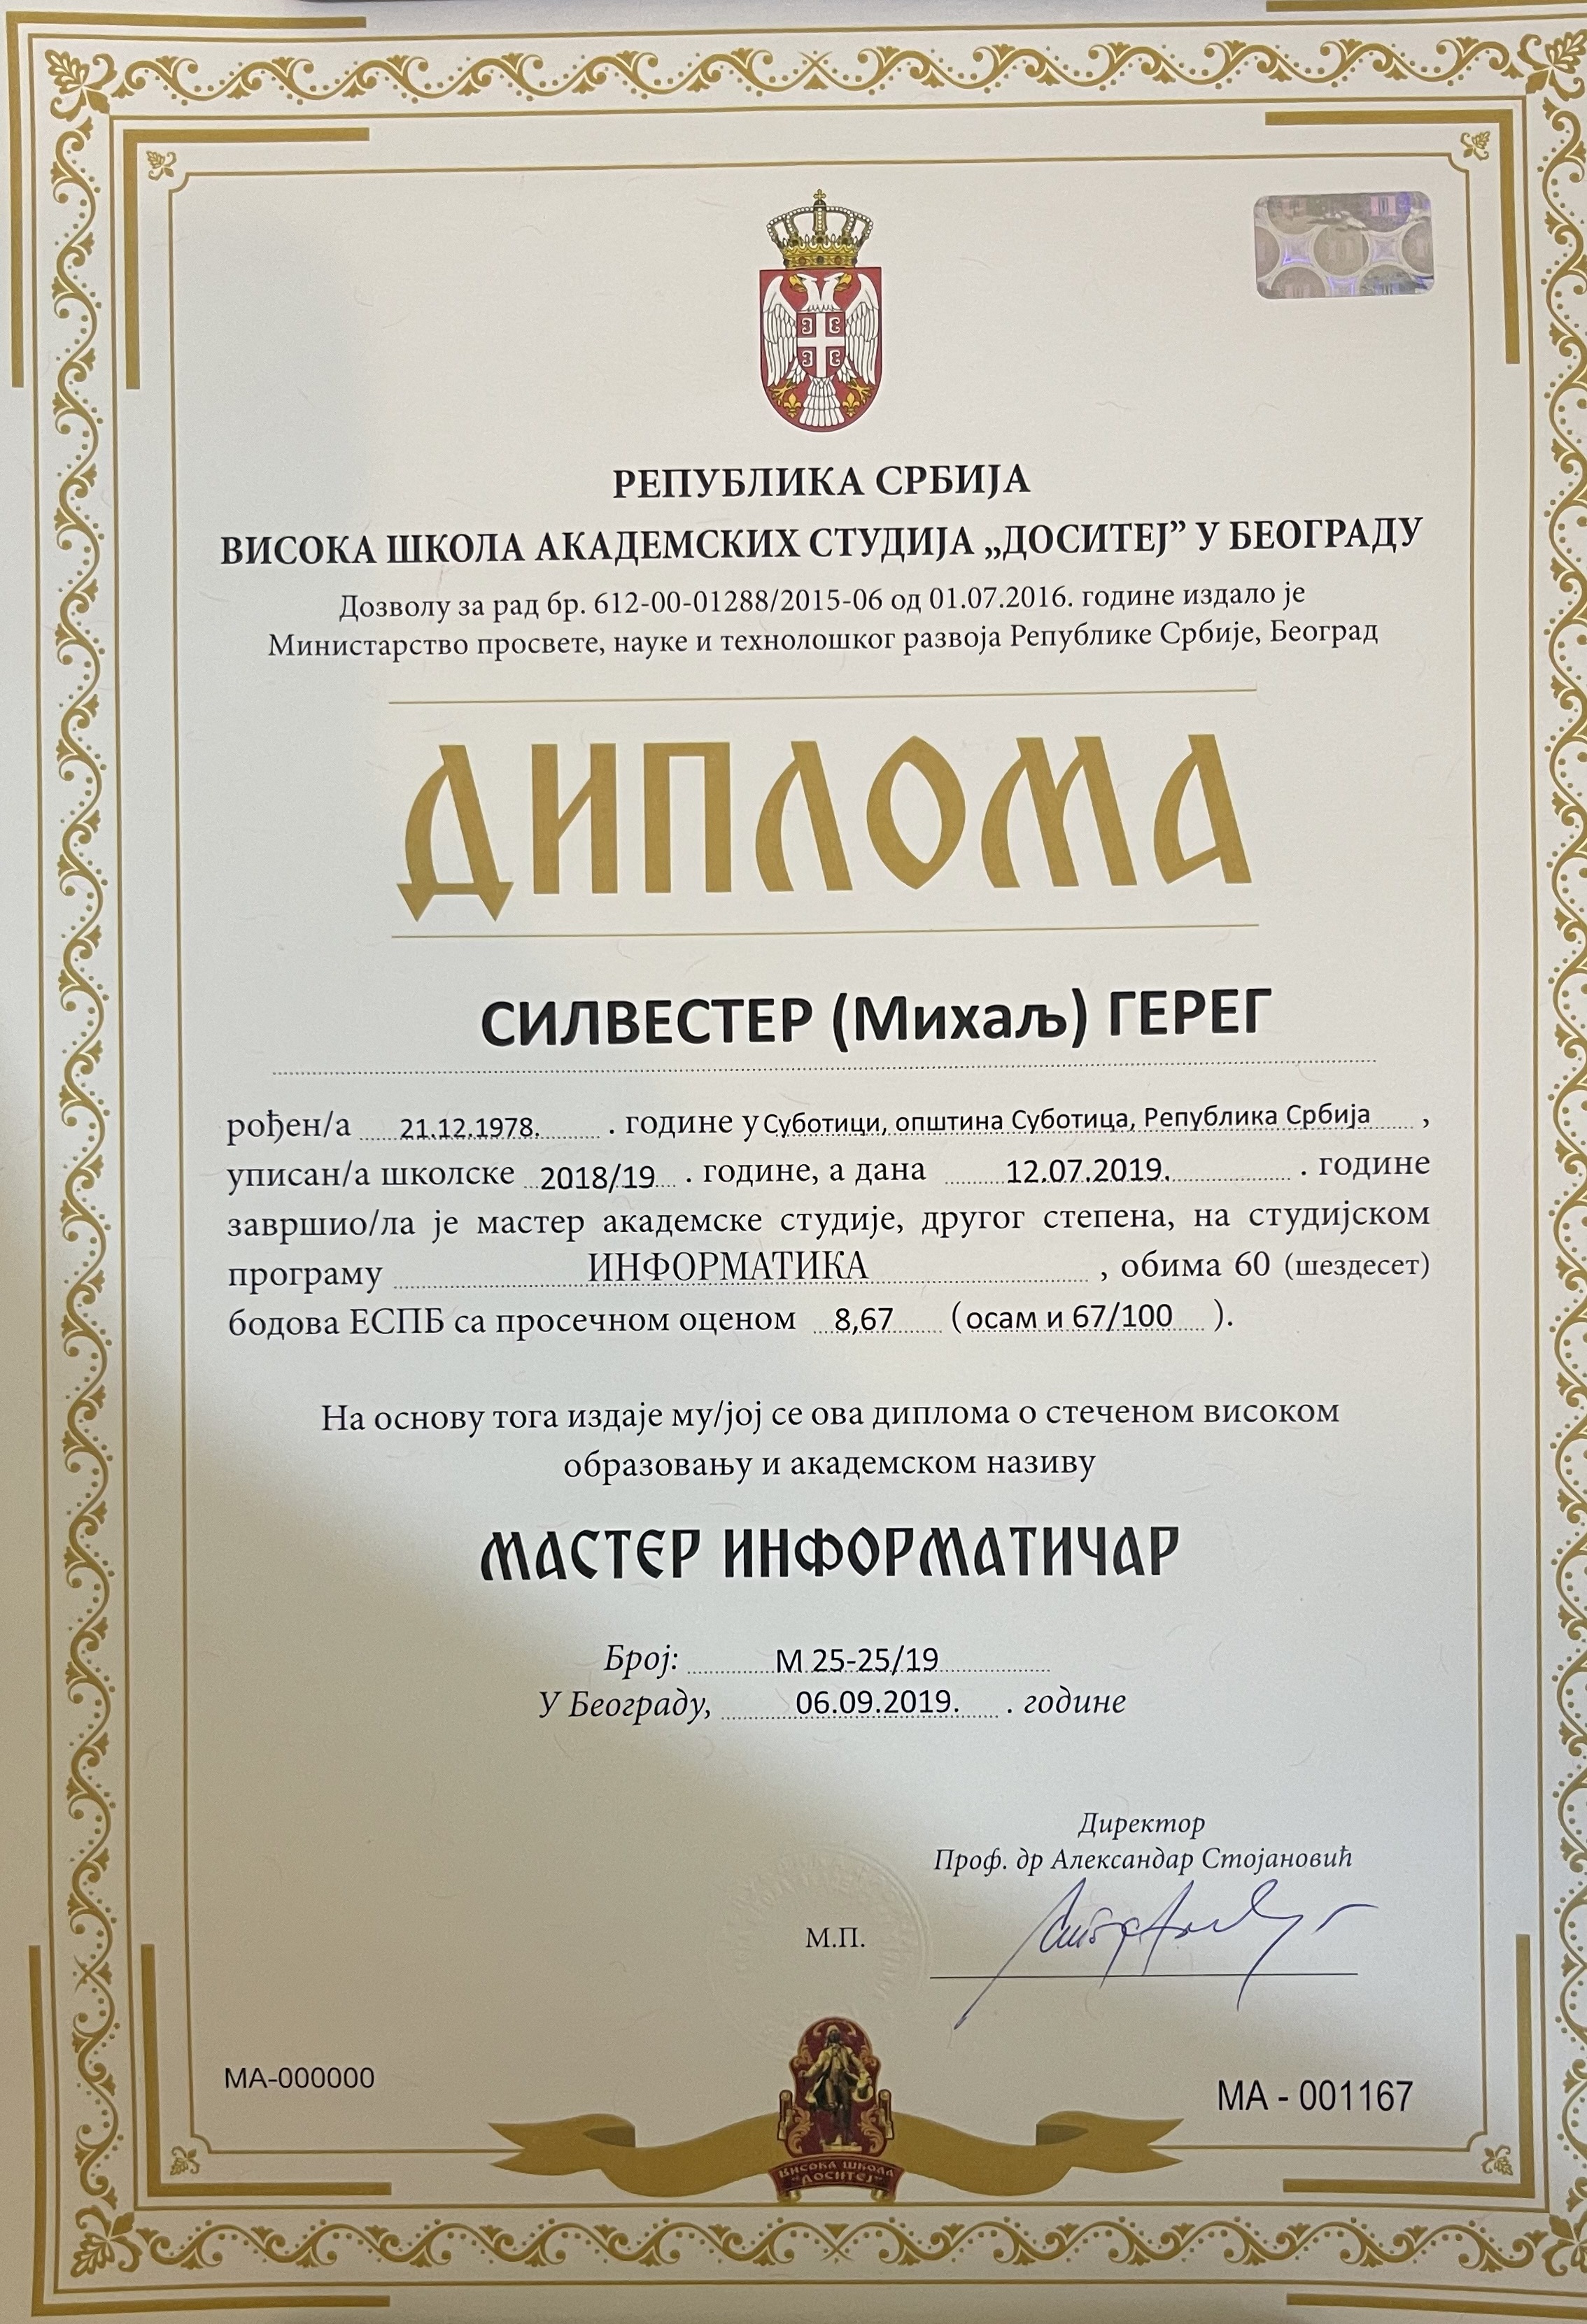 РЕПУБЛИКА СРБИЈА
ВИСОКА ШКОЛА АКАДЕМСКИХ СТУДИЈА „ДОСИТЕЈ” У БЕОГРАДУ
Дозволу за рад бр. 612-00-01288/2015-06 од 01.07.2016. године издало је
Министарство просвете, науке и технолошког развоја Републике Србије, Београд
ДИПЛОМА
СИЛВЕСТЕР (Михаљ) ГЕРЕГ
рођен/а 21.12.1978. . године у Суботици, општина Суботица, Република Србија ,
уписан/а школске 2018/19 . године, а дана 12.07.2019. . године
завршио/ла је мастер академске студије, другог степена, на студијском
програму ИНФОРМАТИКА , обима 60 (шездесет)
бодова ЕСПБ са просечном оценом 8,67 (осам и 67/100 ).
На основу тога издаје му/јој се ова диплома о стеченом високом
образовању и академском називу
МАСТЕР ИНФОРМАТИЧАР
Број: М 25-25/19
У Београду, 06.09.2019. . године
Директор
Проф. др Александар Стојановић
М.П.
МА-000000
МА - 001167
ВИСОКА ШКОЛА
"ДОСИТЕЈ"